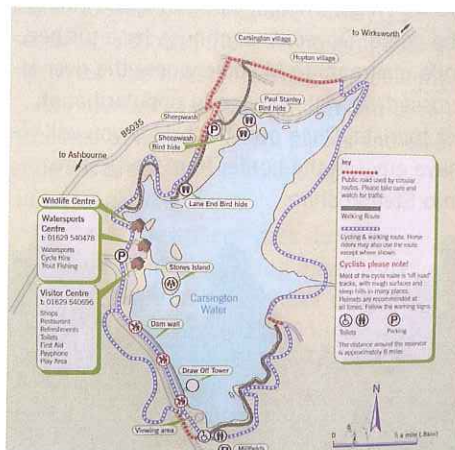 to Wirksworth
Carsington village
Hopton village
Paul Stanley
Bird hide
B5035
Sheepwash
Sheepwash
Bird hide
to Ashbourne
Lane End Bird hide
Wildlife Centre
Watersports
Centre
t: 01629 540478
Watersports
Cycle Hire
Trout Fishing
P
P
Stones Island
Visitor Centre
t: 01629 540696
Shops
Restaurant
Refreshments
Toilets
First Aid
Payphone
Play Area
Carsington
Water
Dam wall
Draw Off Tower
Viewing area
Millfields
P
key
Public road used by circular
routes. Please take care and
watch for traffic.
Walking Route
Cycling & walking route. Horse
riders may also use the route
except where shown.
Cyclists please note!
Most of the cycle route is "off road"
tracks, with rough surfaces and
steep hills in many places.
Helmets are recommended at
all times. Follow the warning signs.
P
Toilets
Parking
The distance around the reservoir
is approximately 8 miles
N
0